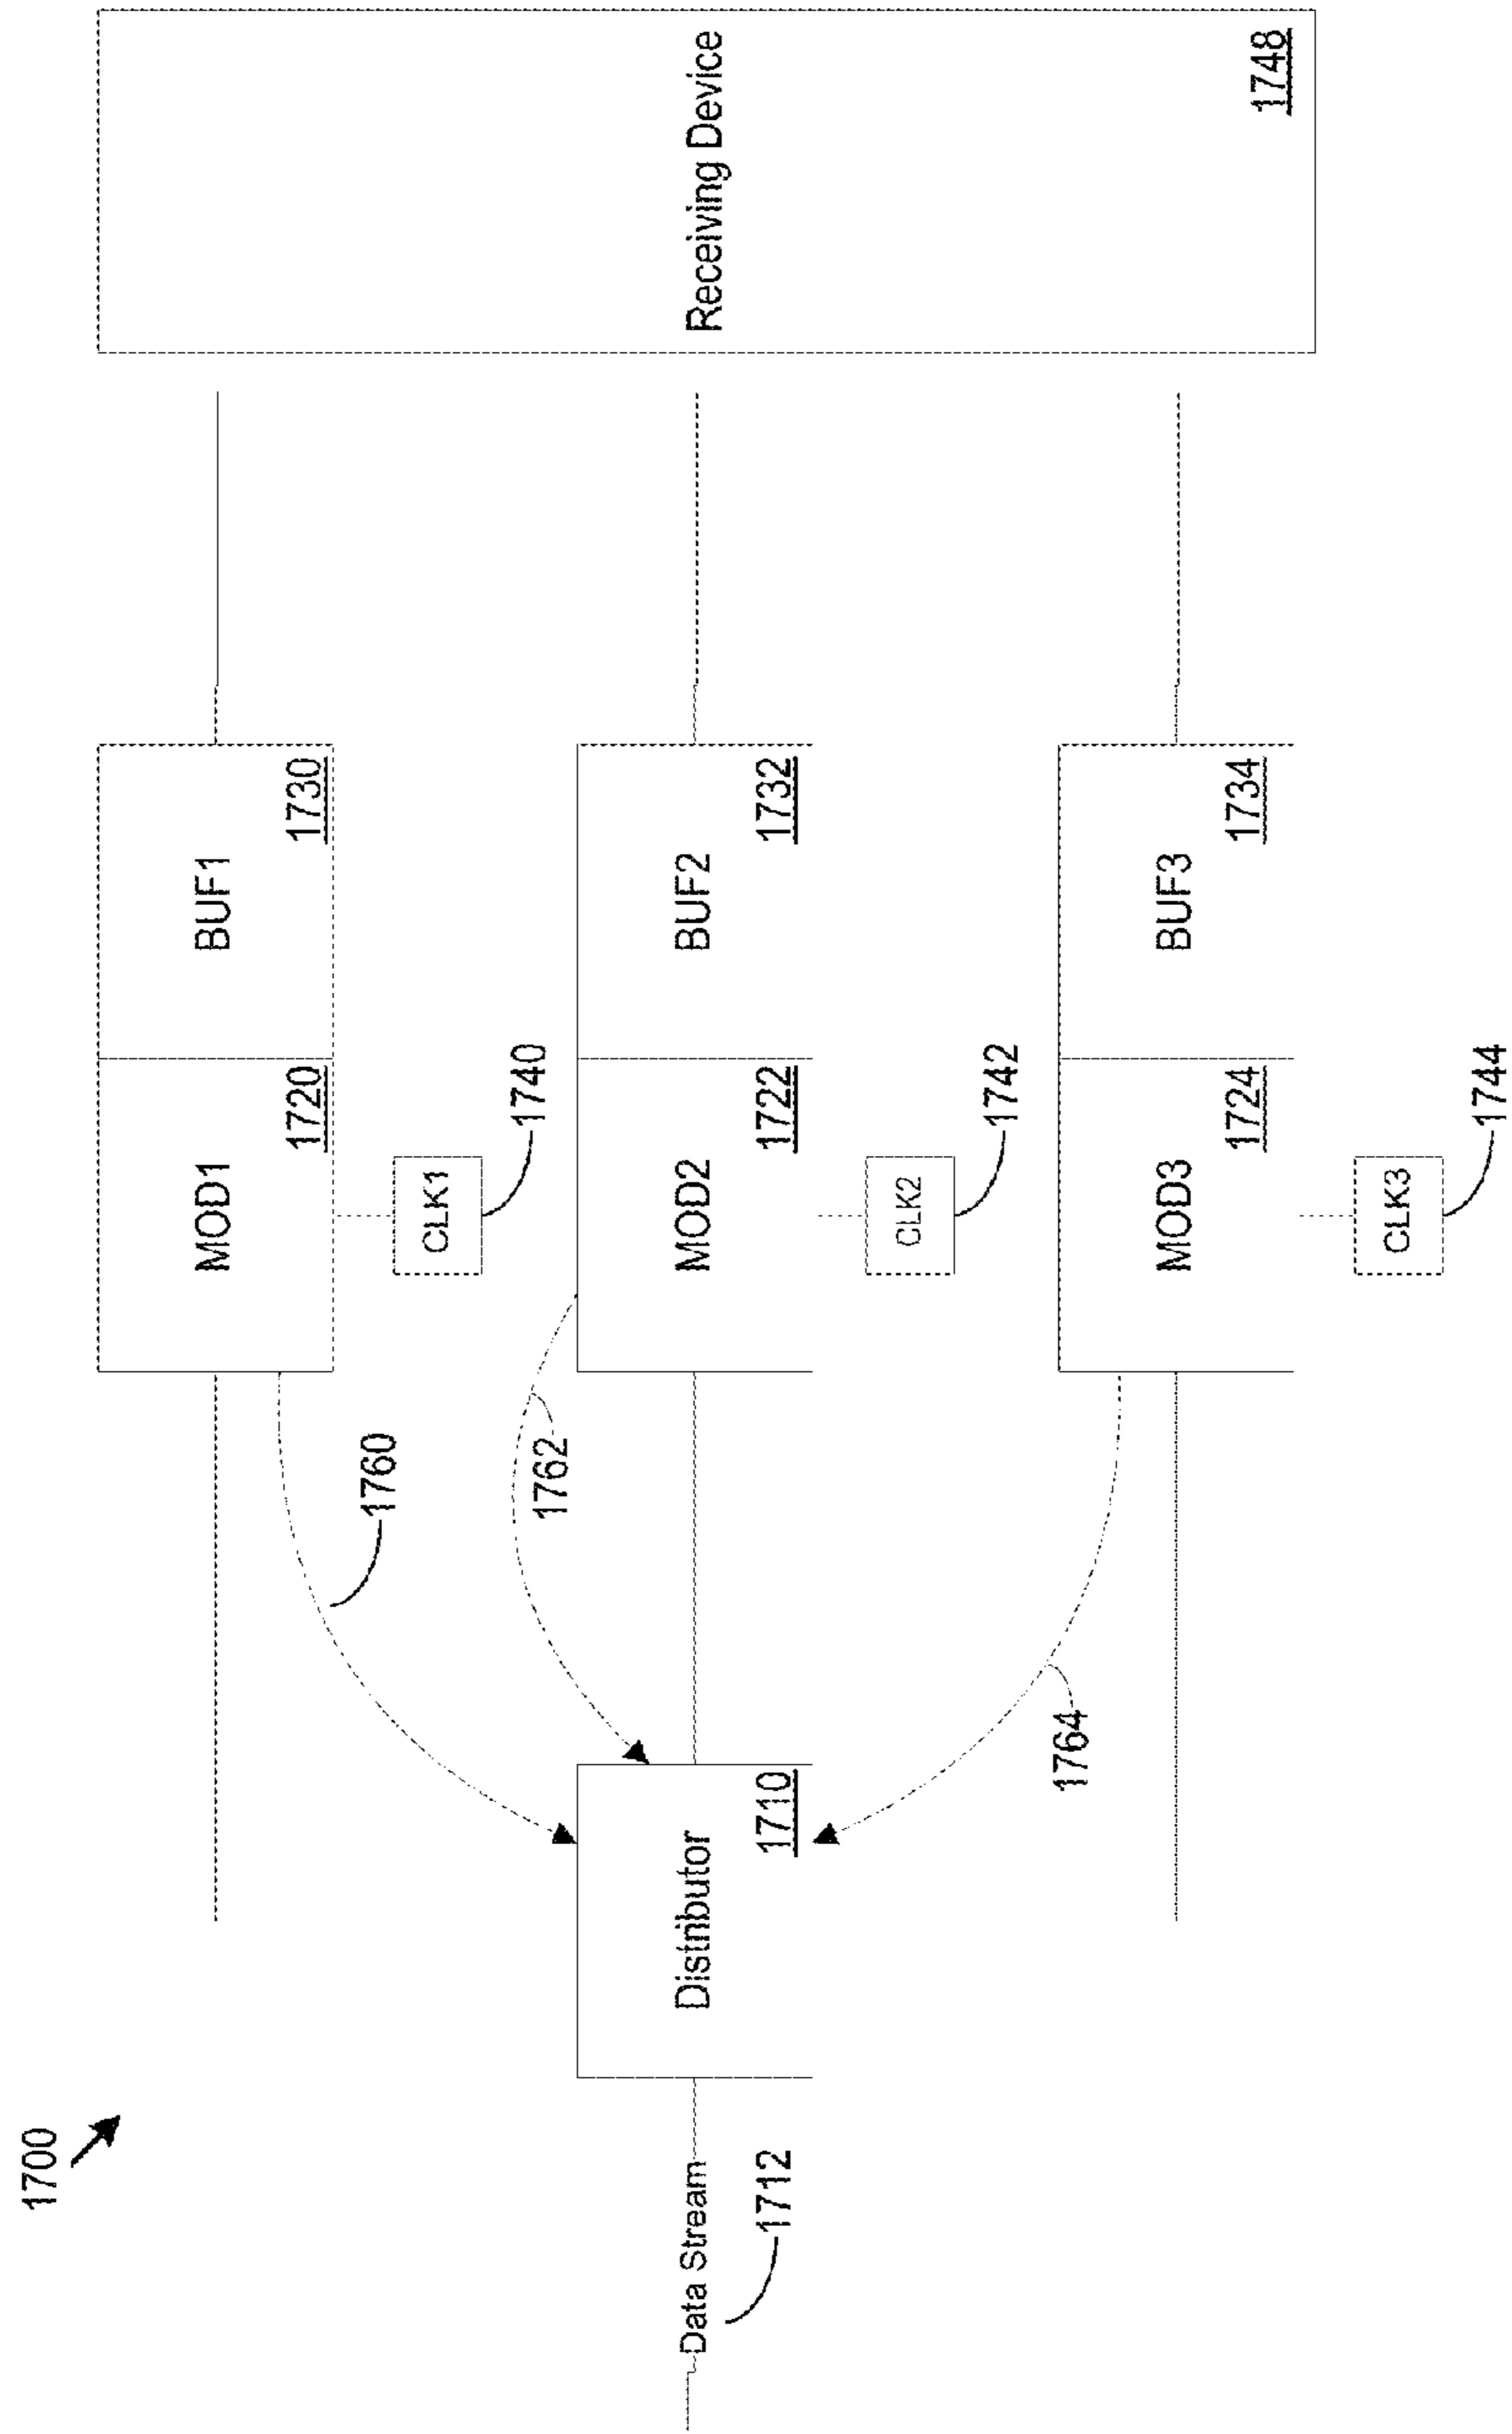 1700
Data Stream
1712
Distributor
1710
1760
1762
1764
MOD1
1720
BUF1
1730
CLK1
1740
MOD2
1722
BUF2
1732
CLK2
1742
MOD3
1724
BUF3
1734
CLK3
1744
Receiving Device
1748